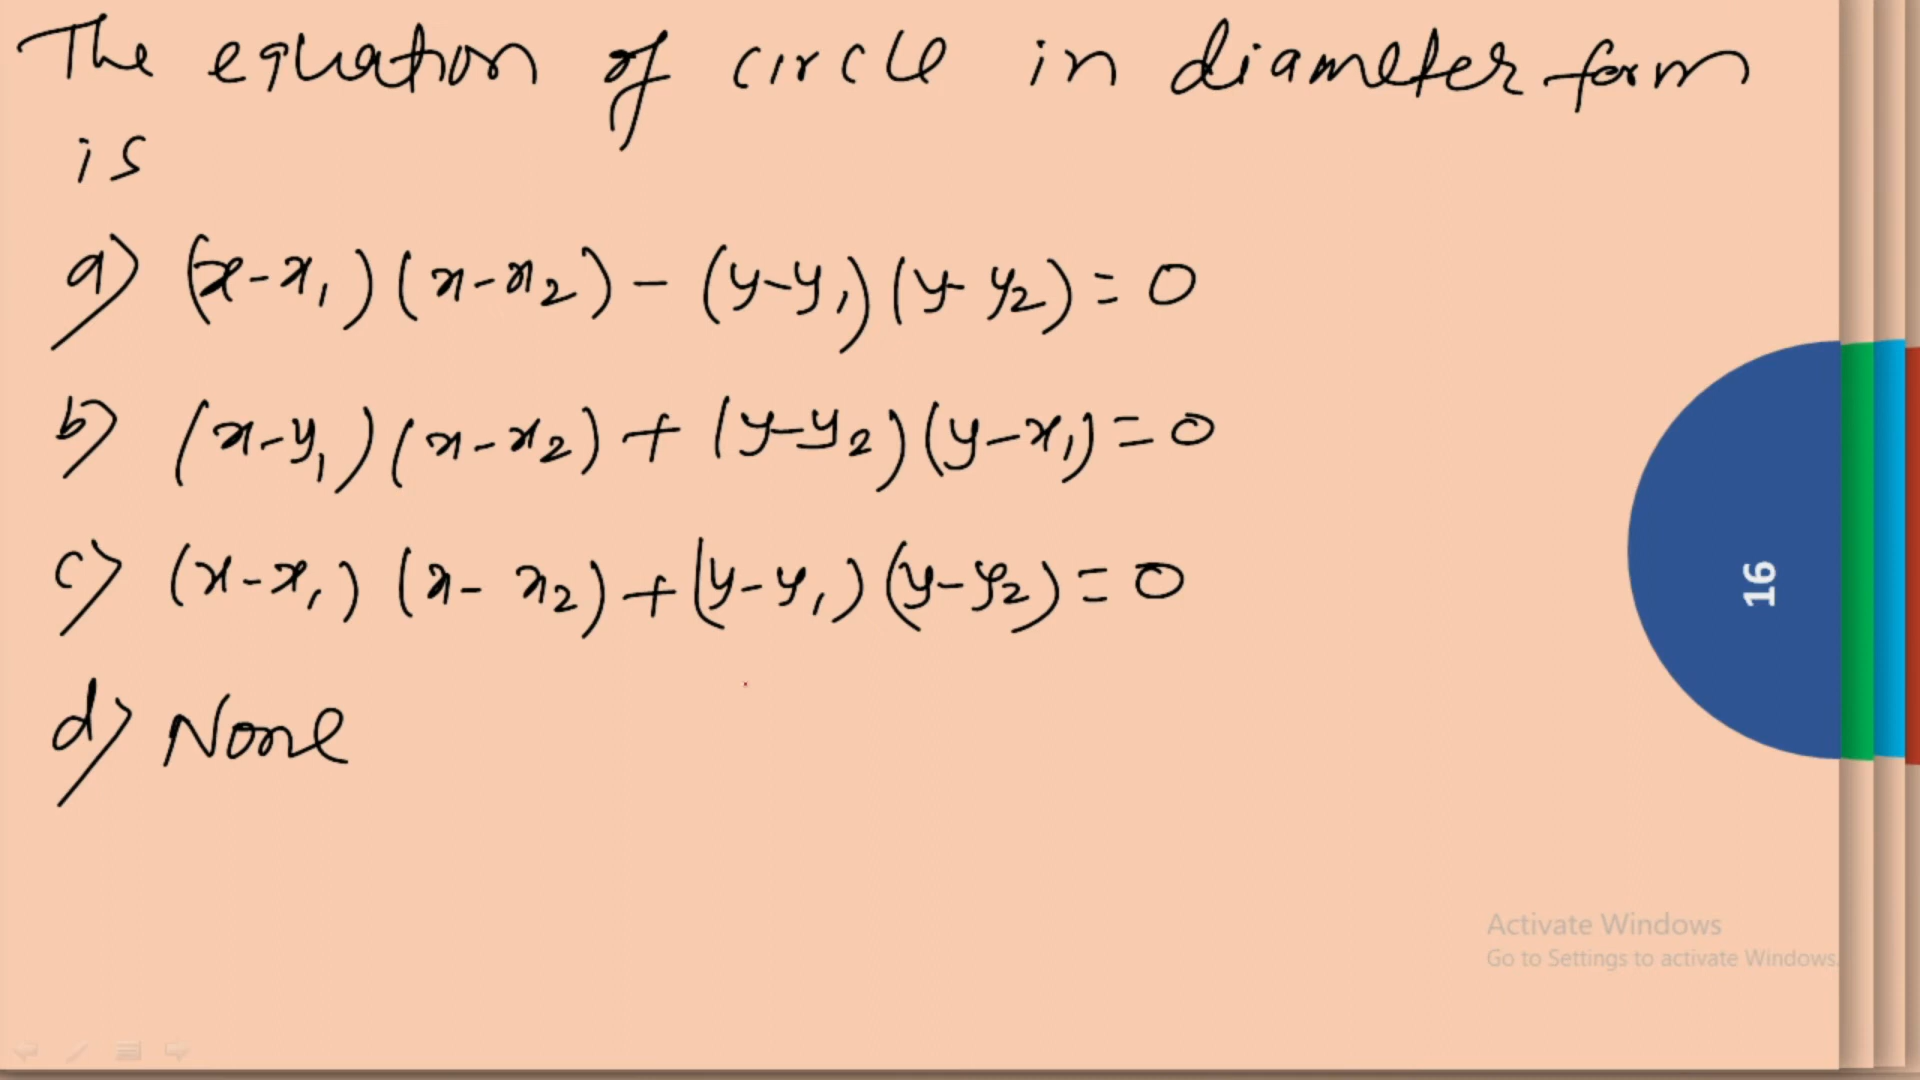 The equation of circle in diameter form
is
a) (x-x₁)(x-x₂) - (y-y₁)(y-y₂) = 0
b) (x-y₁)(x-x₂) + (y-y₂)(y-x₁) = 0
c) (x-x₁)(x-x₂) + (y-y₁)(y-y₂) = 0
d) None
16
Activate Windows
Go to Settings to activate Windows.